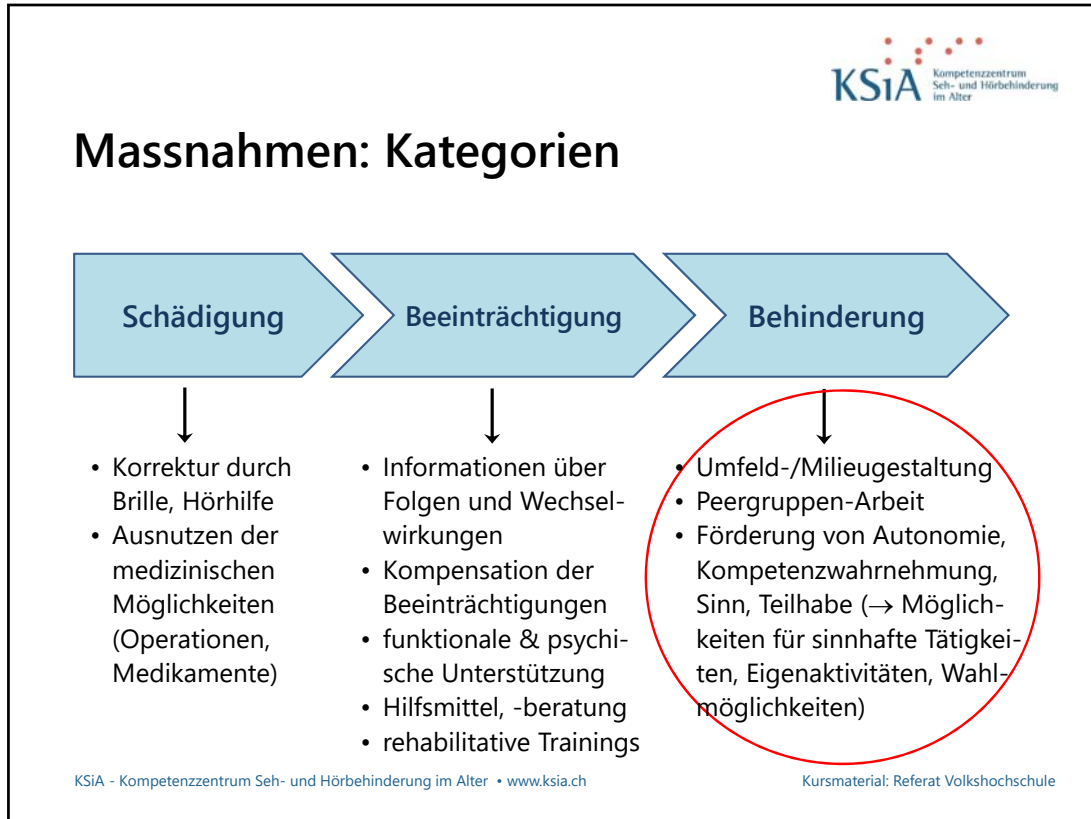 KSiA Kompetenzzentrum
Seh- und Hörbehinderung
im Alter
Massnahmen: Kategorien
Schädigung
Beeinträchtigung
Behinderung
• Korrektur durch
Brille, Hörhilfe
• Ausnutzen der
medizinischen
Möglichkeiten
(Operationen,
Medikamente)
• Informationen über
Folgen und Wechsel-
wirkungen
• Kompensation der
Beeinträchtigungen
• funktionale & psychi-
sche Unterstützung
• Hilfsmittel, -beratung
• rehabilitative Trainings
• Umfeld-/Milieugestaltung
• Peergruppen-Arbeit
• Förderung von Autonomie,
Kompetenzwahrnehmung,
Sinn, Teilhabe (→ Möglich-
keiten für sinnhafte Tätigkei-
ten, Eigenaktivitäten, Wahl-
möglichkeiten)
KSiA - Kompetenzzentrum Seh- und Hörbehinderung im Alter • www.ksia.ch
Kursmaterial: Referat Volkshochschule